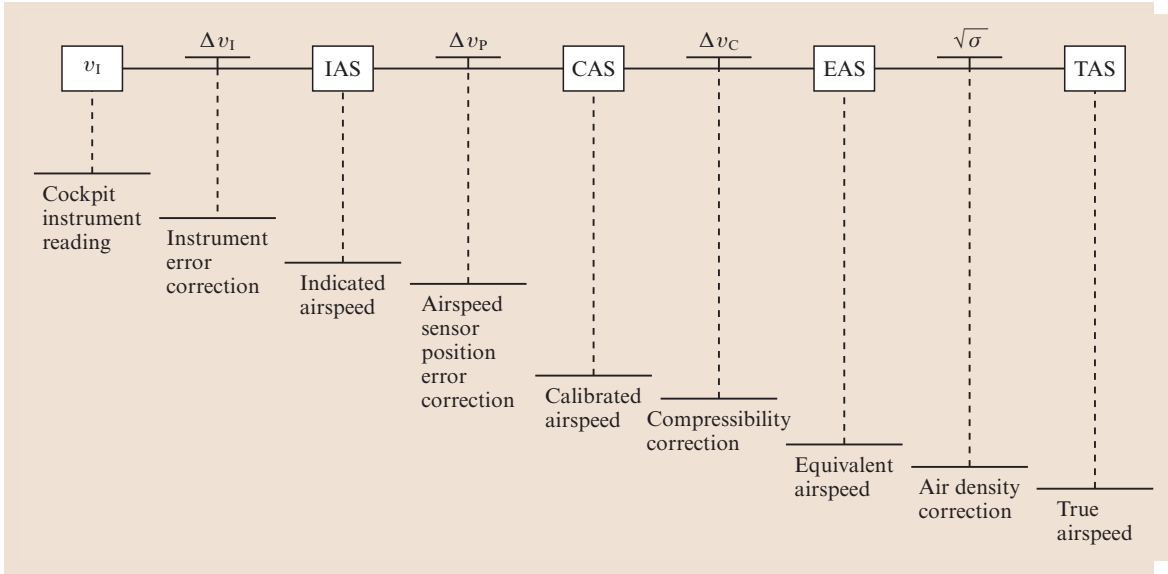 Δv_I
Δv_P
Δv_C
√σ
v_I
IAS
CAS
EAS
TAS
Cockpit
instrument
reading
Instrument
error
correction
Indicated
airspeed
Airspeed
sensor
position
error
correction
Calibrated
airspeed
Compressibility
correction
Equivalent
airspeed
Air density
correction
True
airspeed